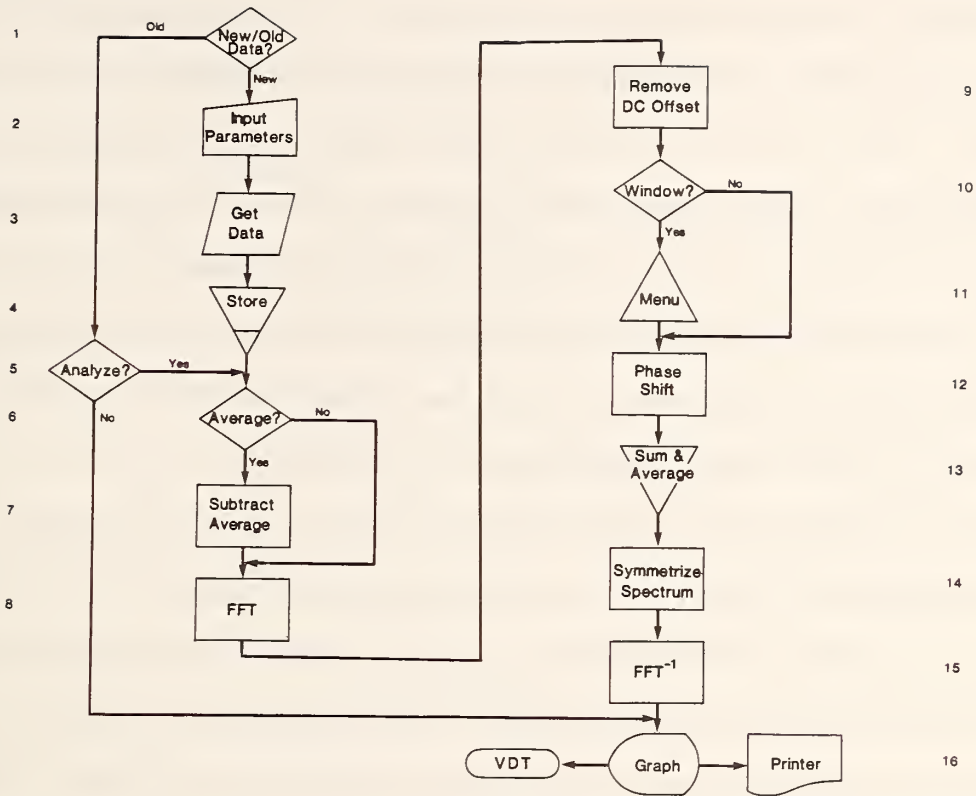 1
Old
New/Old
Data?
New
2
Input
Parameters
3
Get
Data
4
Store
5
Analyze?
Yes
No
6
Average?
No
Yes
7
Subtract
Average
8
FFT
9
Remove
DC Offset
10
Window?
No
Yes
11
Menu
12
Phase
Shift
13
Sum &
Average
14
Symmetrize
Spectrum
15
FFT⁻¹
16
VDT
Graph
Printer